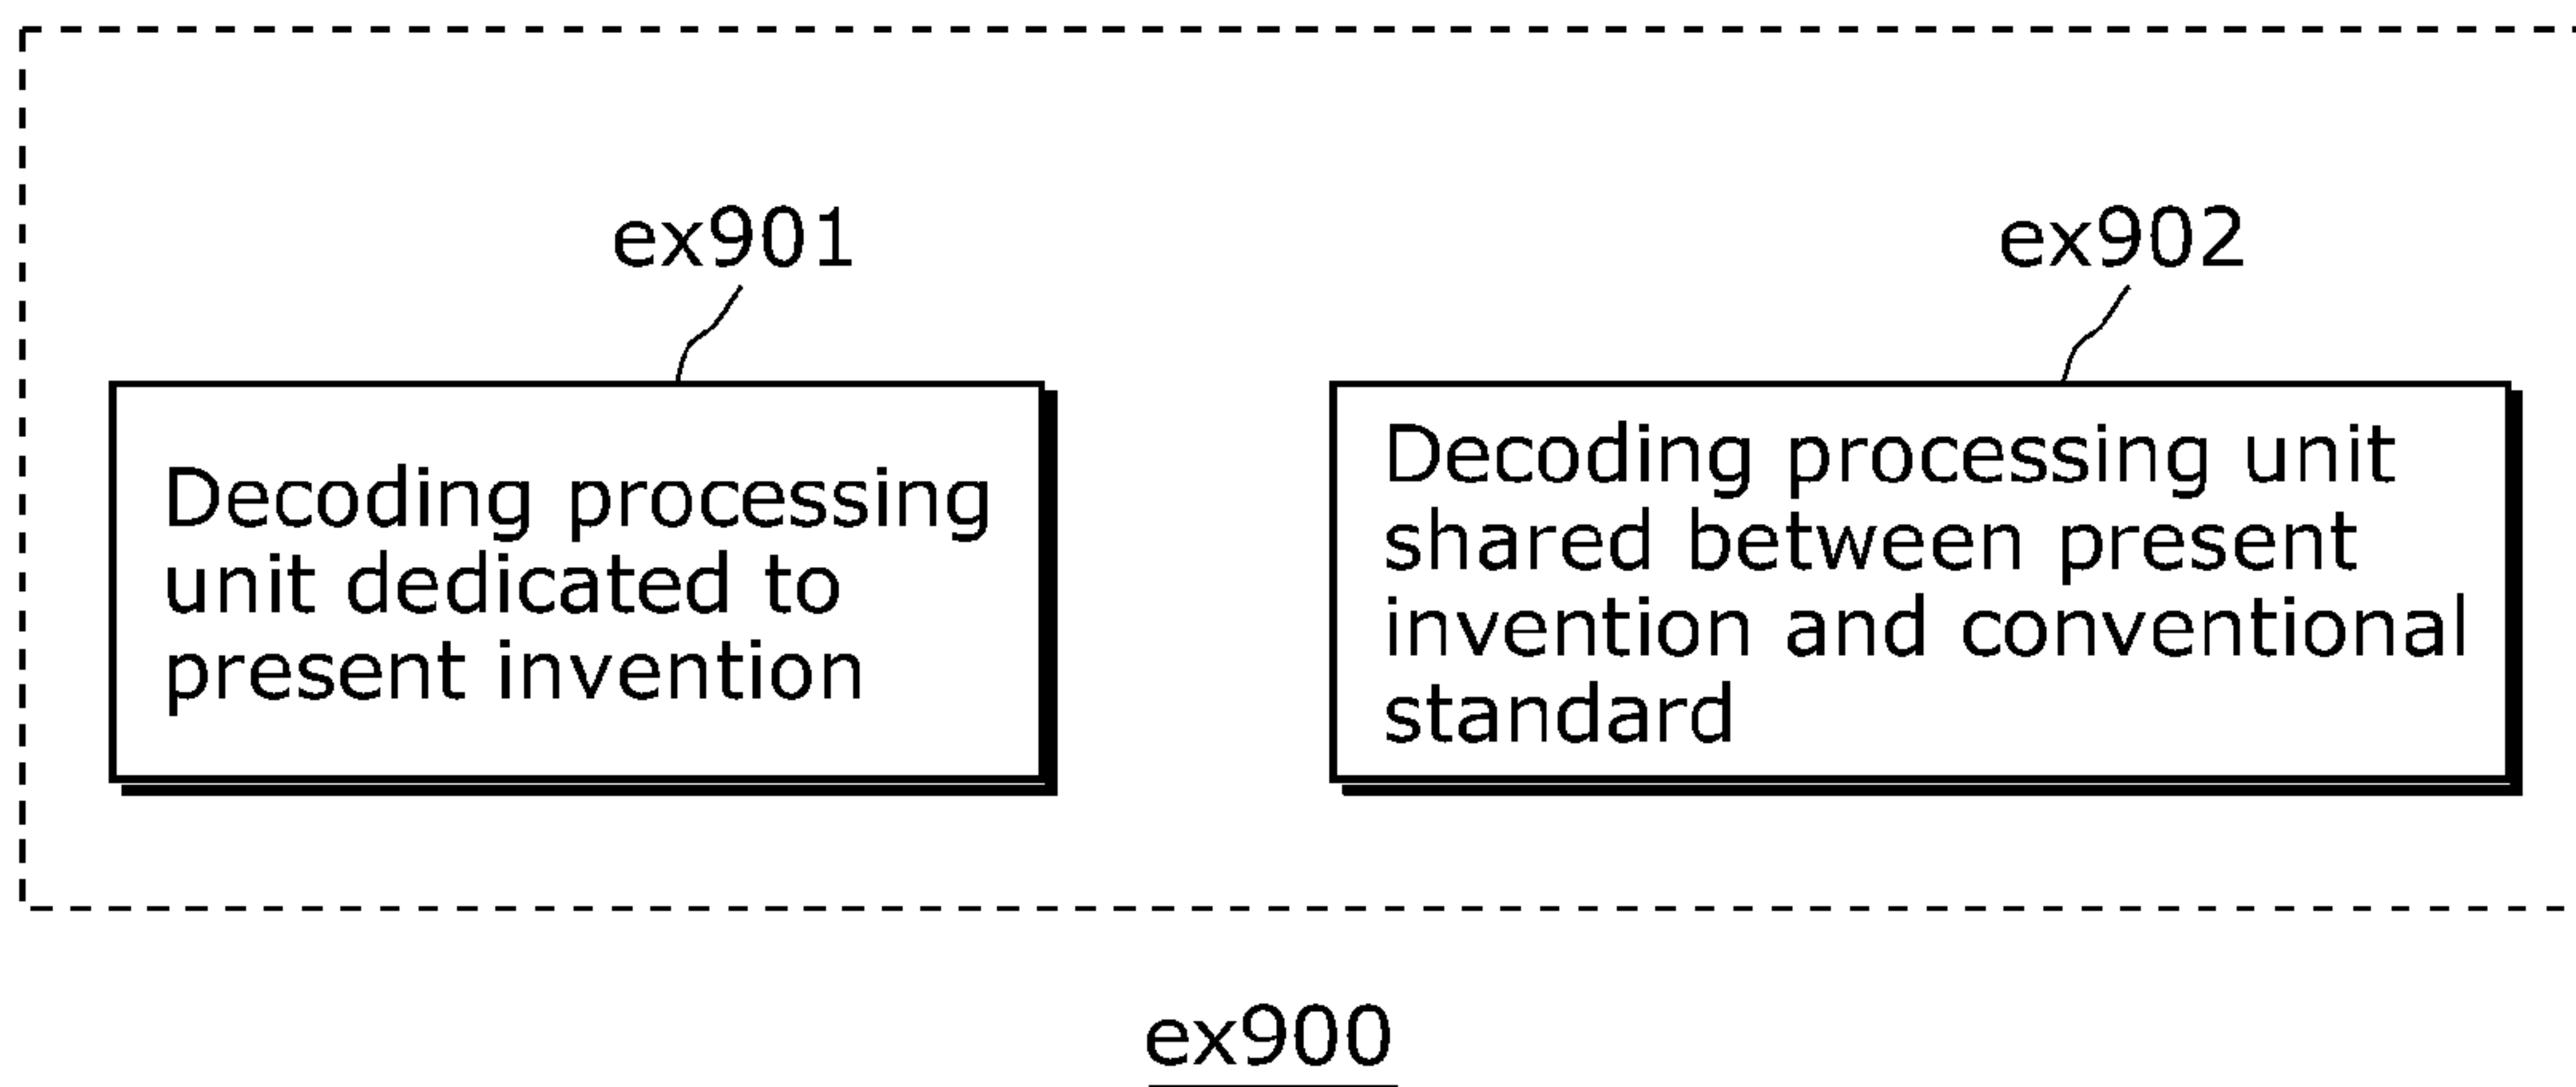 ex901
ex902
Decoding processing
unit dedicated to
present invention
Decoding processing unit
shared between present
invention and conventional
standard
ex900